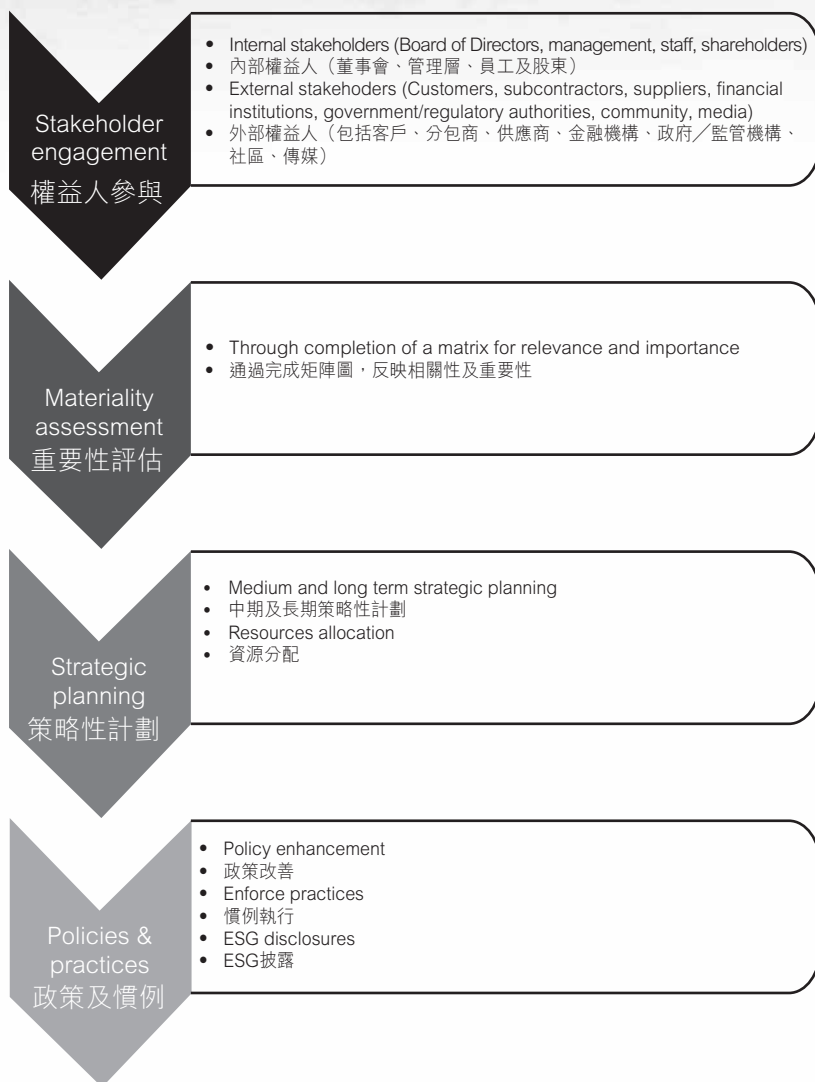 Stakeholder
engagement
權益人參與
• Internal stakeholders (Board of Directors, management, staff, shareholders)
• 內部權益人（董事會、管理層、員工及股東）
• External stakehoders (Customers, subcontractors, suppliers, financial
institutions, government/regulatory authorities, community, media)
• 外部權益人（包括客戶、分包商、供應商、金融機構、政府／監管機構、
社區、傳媒）
Materiality
assessment
重要性評估
• Through completion of a matrix for relevance and importance
• 通過完成矩陣圖，反映相關性及重要性
Strategic
planning
策略性計劃
• Medium and long term strategic planning
• 中期及長期策略性計劃
• Resources allocation
• 資源分配
Policies &
practices
政策及慣例
• Policy enhancement
• 政策改善
• Enforce practices
• 慣例執行
• ESG disclosures
• ESG披露